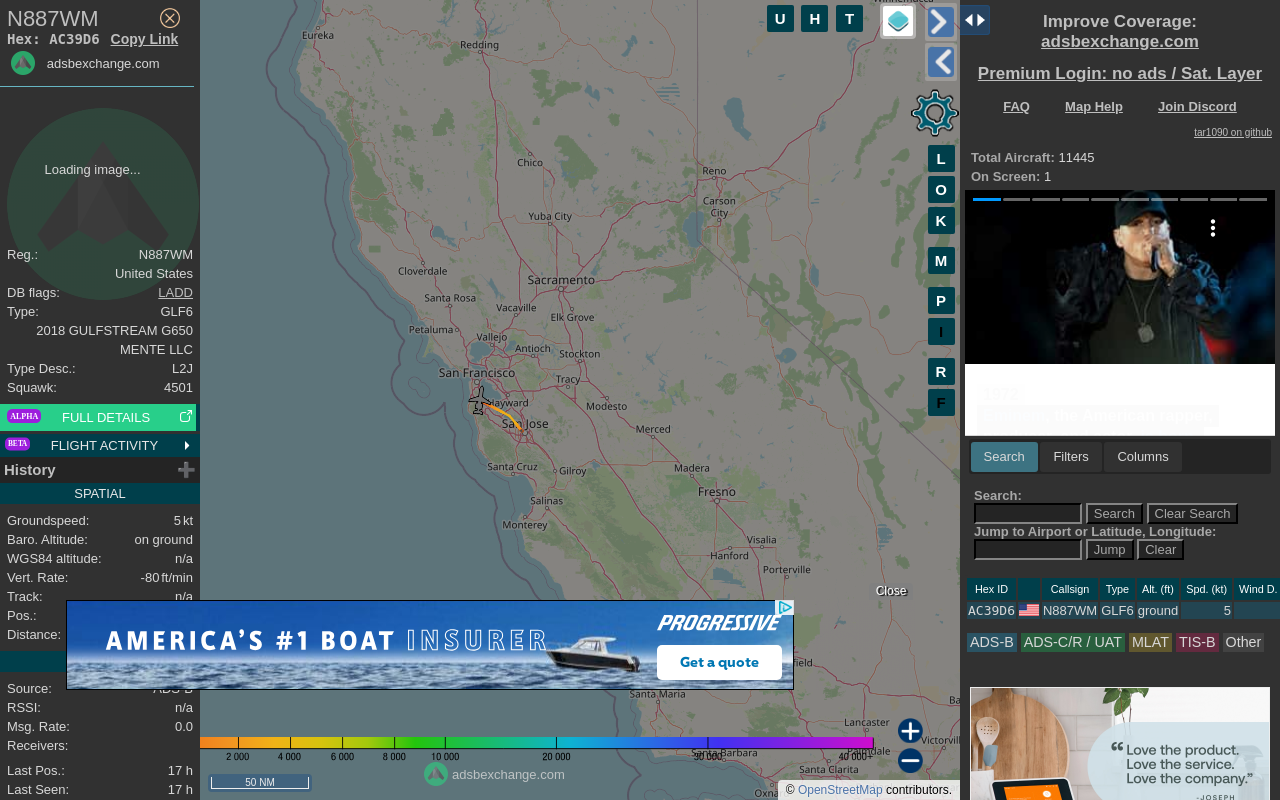 N887WM
Hex: AC39D6 Copy Link
adsbexchange.com
Loading image...
Reg.: N887WM
United States
DB flags: LADD
Type: GLF6
2018 GULFSTREAM G650
MENTE LLC
Type Desc.: L2J
Squawk: 4501
ALPHA FULL DETAILS
BETA FLIGHT ACTIVITY
History
SPATIAL
Groundspeed: 5 kt
Baro. Altitude: on ground
WGS84 altitude: n/a
Vert. Rate: -80 ft/min
Track: n/a
Pos.:
Distance:
Source: ADS-B
RSSI: n/a
Msg. Rate: 0.0
Receivers:
Last Pos.: 17 h
Last Seen: 17 h
Eureka
Redding
Chico
Reno
Carson
City
Yuba City
Cloverdale
Sacramento
Santa Rosa
Vacaville
Elk Grove
Petaluma
Vallejo
Antioch
Stockton
San Francisco
Tracy
Hayward
Modesto
San Jose
Merced
Santa Cruz
Gilroy
Madera
Fresno
Salinas
Monterey
Visalia
Hanford
Porterville
Santa Maria
Lancaster
Palmdale
Victorville
Santa Barbara
Santa Clarita
U H T
L
O
K
M
P
I
R
F
Close
AMERICA'S #1 BOAT INSURER
PROGRESSIVE
Get a quote
2 000 4 000 6 000 8 000 10 000 20 000 30 000 40 000+
adsbexchange.com
50 NM
© OpenStreetMap contributors.
Improve Coverage:
adsbexchange.com
Premium Login: no ads / Sat. Layer
FAQ Map Help Join Discord
tar1090 on github
Total Aircraft: 11445
On Screen: 1
Search Filters Columns
Search:
Search Clear Search
Jump to Airport or Latitude, Longitude:
Jump Clear
Hex ID Callsign Type Alt. (ft) Spd. (kt) Wind D.
AC39D6 N887WM GLF6 ground 5
ADS-B ADS-C/R / UAT MLAT TIS-B Other
“Love the product.
Love the service.
Love the company.”
-JOSEPH